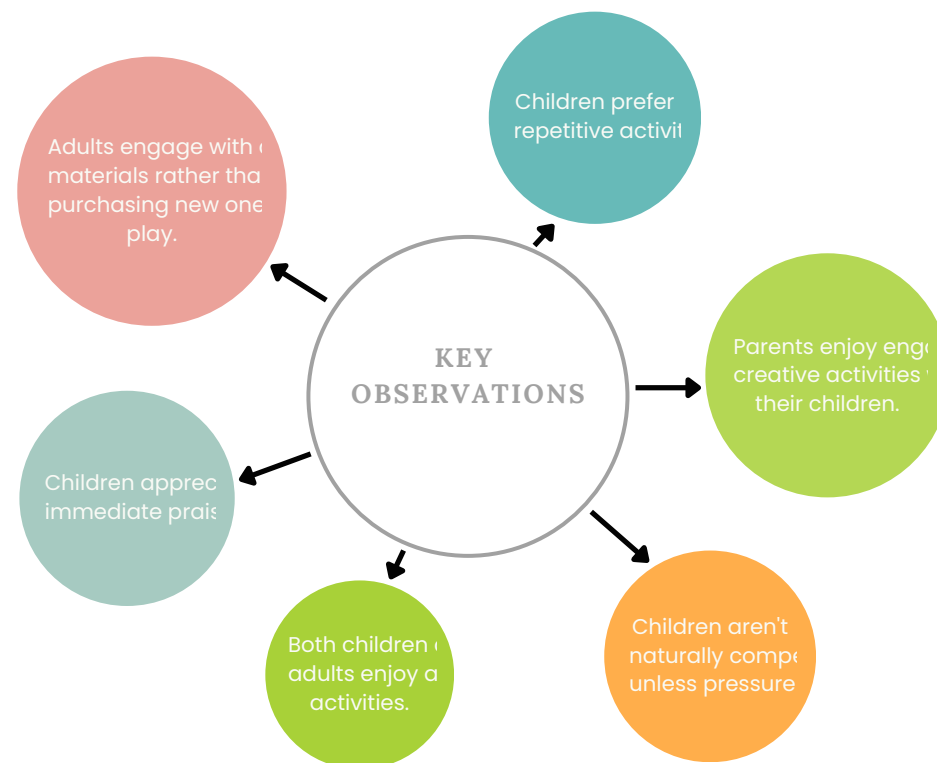 KEY
OBSERVATIONS
Children prefer
repetitive activit
Parents enjoy eng
creative activities
their children.
Children aren't
naturally compe
unless pressure
Both children
adults enjoy a
activities.
Children apprec
immediate prais
Adults engage with
materials rather tha
purchasing new one
play.